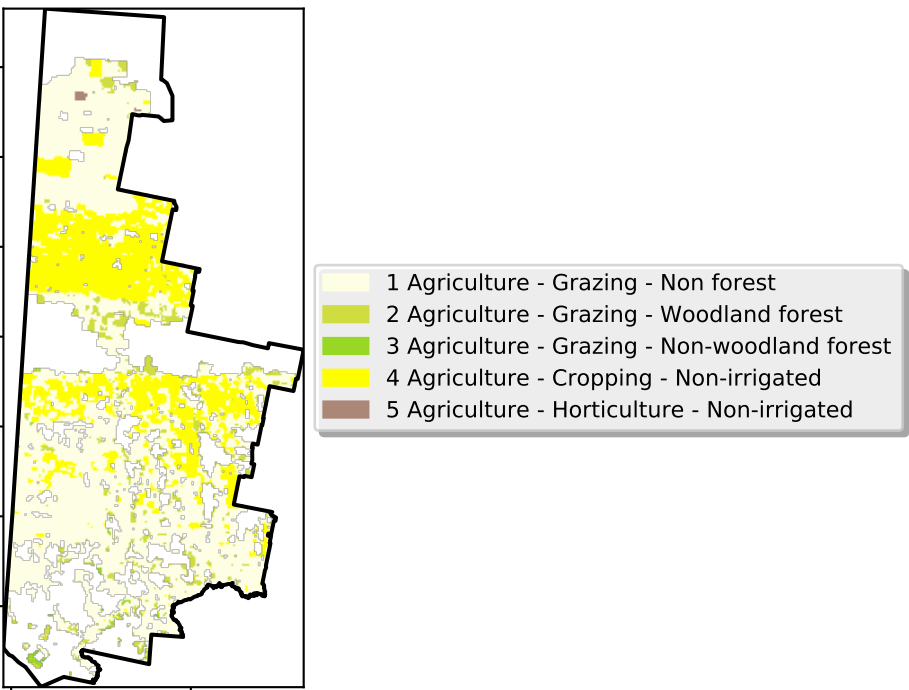 1 Agriculture - Grazing - Non forest
2 Agriculture - Grazing - Woodland forest
3 Agriculture - Grazing - Non-woodland forest
4 Agriculture - Cropping - Non-irrigated
5 Agriculture - Horticulture - Non-irrigated